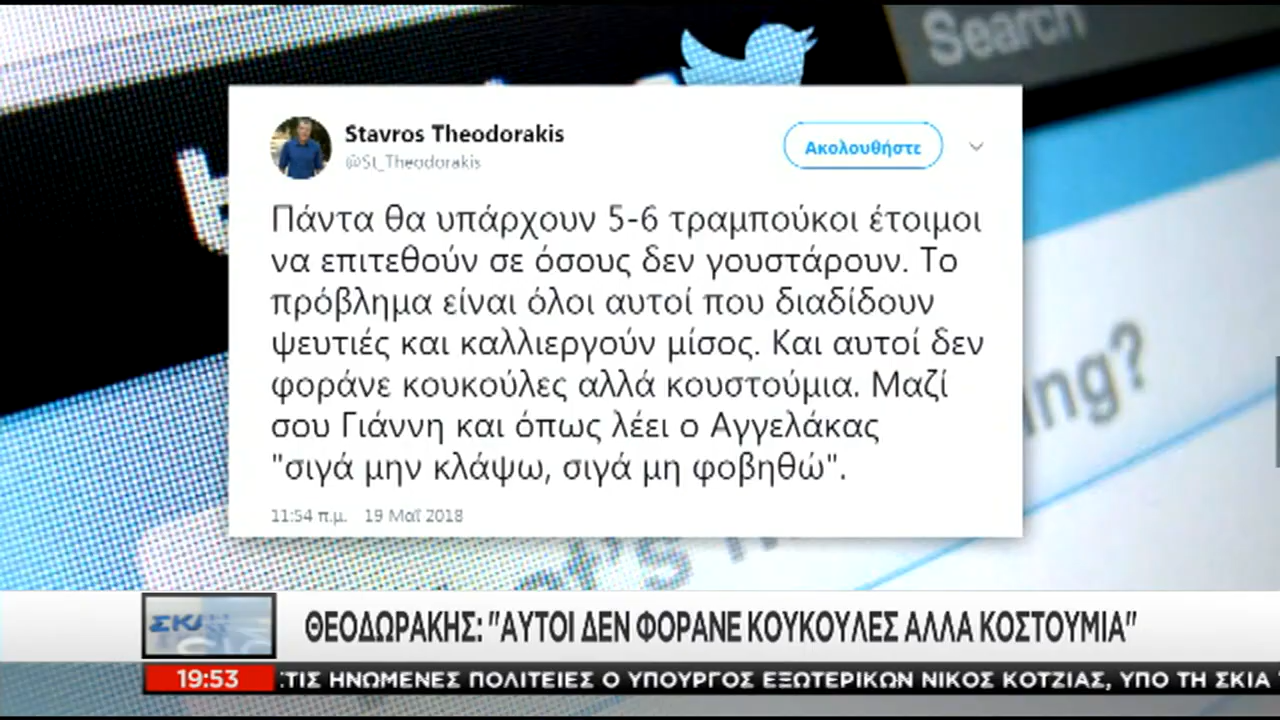 Search
Stavros Theodorakis
@St_Theodorakis
Ακολουθήστε
Πάντα θα υπάρχουν 5-6 τραμπούκοι έτοιμοι
να επιτεθούν σε όσους δεν γουστάρουν. Το
πρόβλημα είναι όλοι αυτοί που διαδίδουν
ψευτιές και καλλιεργούν μίσος. Και αυτοί δεν
φοράνε κουκούλες αλλά κουστούμια. Μαζί
σου Γιάννη και όπως λέει ο Αγγελάκας
"σιγά μην κλάψω, σιγά μη φοβηθώ".
11:54 π.μ. 19 Μαΐ 2018
ΘΕΟΔΩΡΑΚΗΣ: "ΑΥΤΟΙ ΔΕΝ ΦΟΡΑΝΕ ΚΟΥΚΟΥΛΕΣ ΑΛΛΑ ΚΟΣΤΟΥΜΙΑ"
19:53 ΣΤΙΣ ΗΝΩΜΕΝΕΣ ΠΟΛΙΤΕΙΕΣ Ο ΥΠΟΥΡΓΟΣ ΕΞΩΤΕΡΙΚΩΝ ΝΙΚΟΣ ΚΟΤΖΙΑΣ, ΥΠΟ ΤΗ ΣΚΙΑ